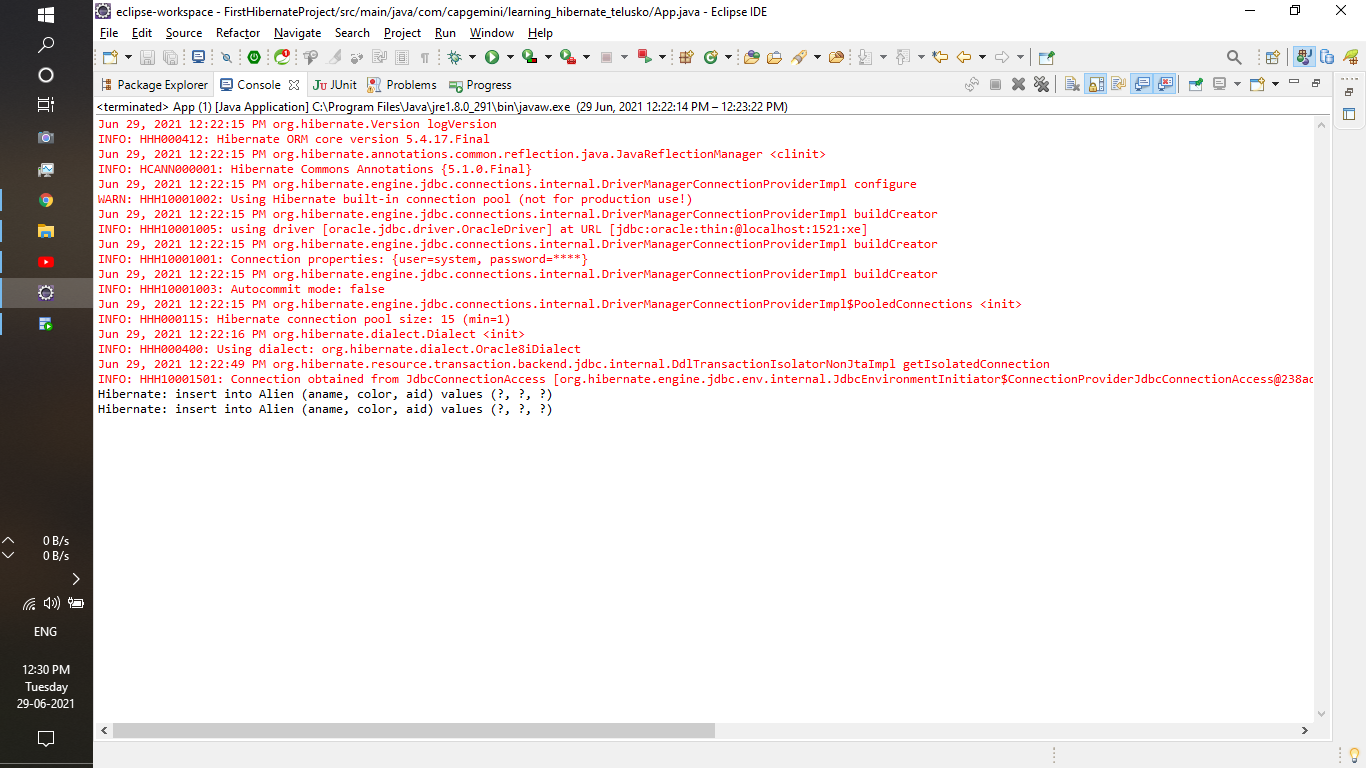 eclipse-workspace - FirstHibernateProject/src/main/java/com/capgemini/learning_hibernate_telusko/App.java - Eclipse IDE
File Edit Source Refactor Navigate Search Project Run Window Help
Package Explorer Console JUnit Problems Progress
<terminated> App (1) [Java Application] C:\Program Files\Java\jre1.8.0_291\bin\javaw.exe (29 Jun, 2021 12:22:14 PM – 12:23:22 PM)
Jun 29, 2021 12:22:15 PM org.hibernate.Version logVersion
INFO: HHH000412: Hibernate ORM core version 5.4.17.Final
Jun 29, 2021 12:22:15 PM org.hibernate.annotations.common.reflection.java.JavaReflectionManager <clinit>
INFO: HCANN000001: Hibernate Commons Annotations {5.1.0.Final}
Jun 29, 2021 12:22:15 PM org.hibernate.engine.jdbc.connections.internal.DriverManagerConnectionProviderImpl configure
WARN: HHH10001002: Using Hibernate built-in connection pool (not for production use!)
Jun 29, 2021 12:22:15 PM org.hibernate.engine.jdbc.connections.internal.DriverManagerConnectionProviderImpl buildCreator
INFO: HHH10001005: using driver [oracle.jdbc.driver.OracleDriver] at URL [jdbc:oracle:thin:@localhost:1521:xe]
Jun 29, 2021 12:22:15 PM org.hibernate.engine.jdbc.connections.internal.DriverManagerConnectionProviderImpl buildCreator
INFO: HHH10001001: Connection properties: {user=system, password=****}
Jun 29, 2021 12:22:15 PM org.hibernate.engine.jdbc.connections.internal.DriverManagerConnectionProviderImpl buildCreator
INFO: HHH10001003: Autocommit mode: false
Jun 29, 2021 12:22:15 PM org.hibernate.engine.jdbc.connections.internal.DriverManagerConnectionProviderImpl$PooledConnections <init>
INFO: HHH000115: Hibernate connection pool size: 15 (min=1)
Jun 29, 2021 12:22:16 PM org.hibernate.dialect.Dialect <init>
INFO: HHH000400: Using dialect: org.hibernate.dialect.Oracle8iDialect
Jun 29, 2021 12:22:49 PM org.hibernate.resource.transaction.backend.jdbc.internal.DdlTransactionIsolatorNonJtaImpl getIsolatedConnection
INFO: HHH10001501: Connection obtained from JdbcConnectionAccess [org.hibernate.engine.jdbc.env.internal.JdbcEnvironmentInitiator$ConnectionProviderJdbcConnectionAccess@238ac
Hibernate: insert into Alien (aname, color, aid) values (?, ?, ?)
Hibernate: insert into Alien (aname, color, aid) values (?, ?, ?)
0 B/s
0 B/s
ENG
12:30 PM
Tuesday
29-06-2021